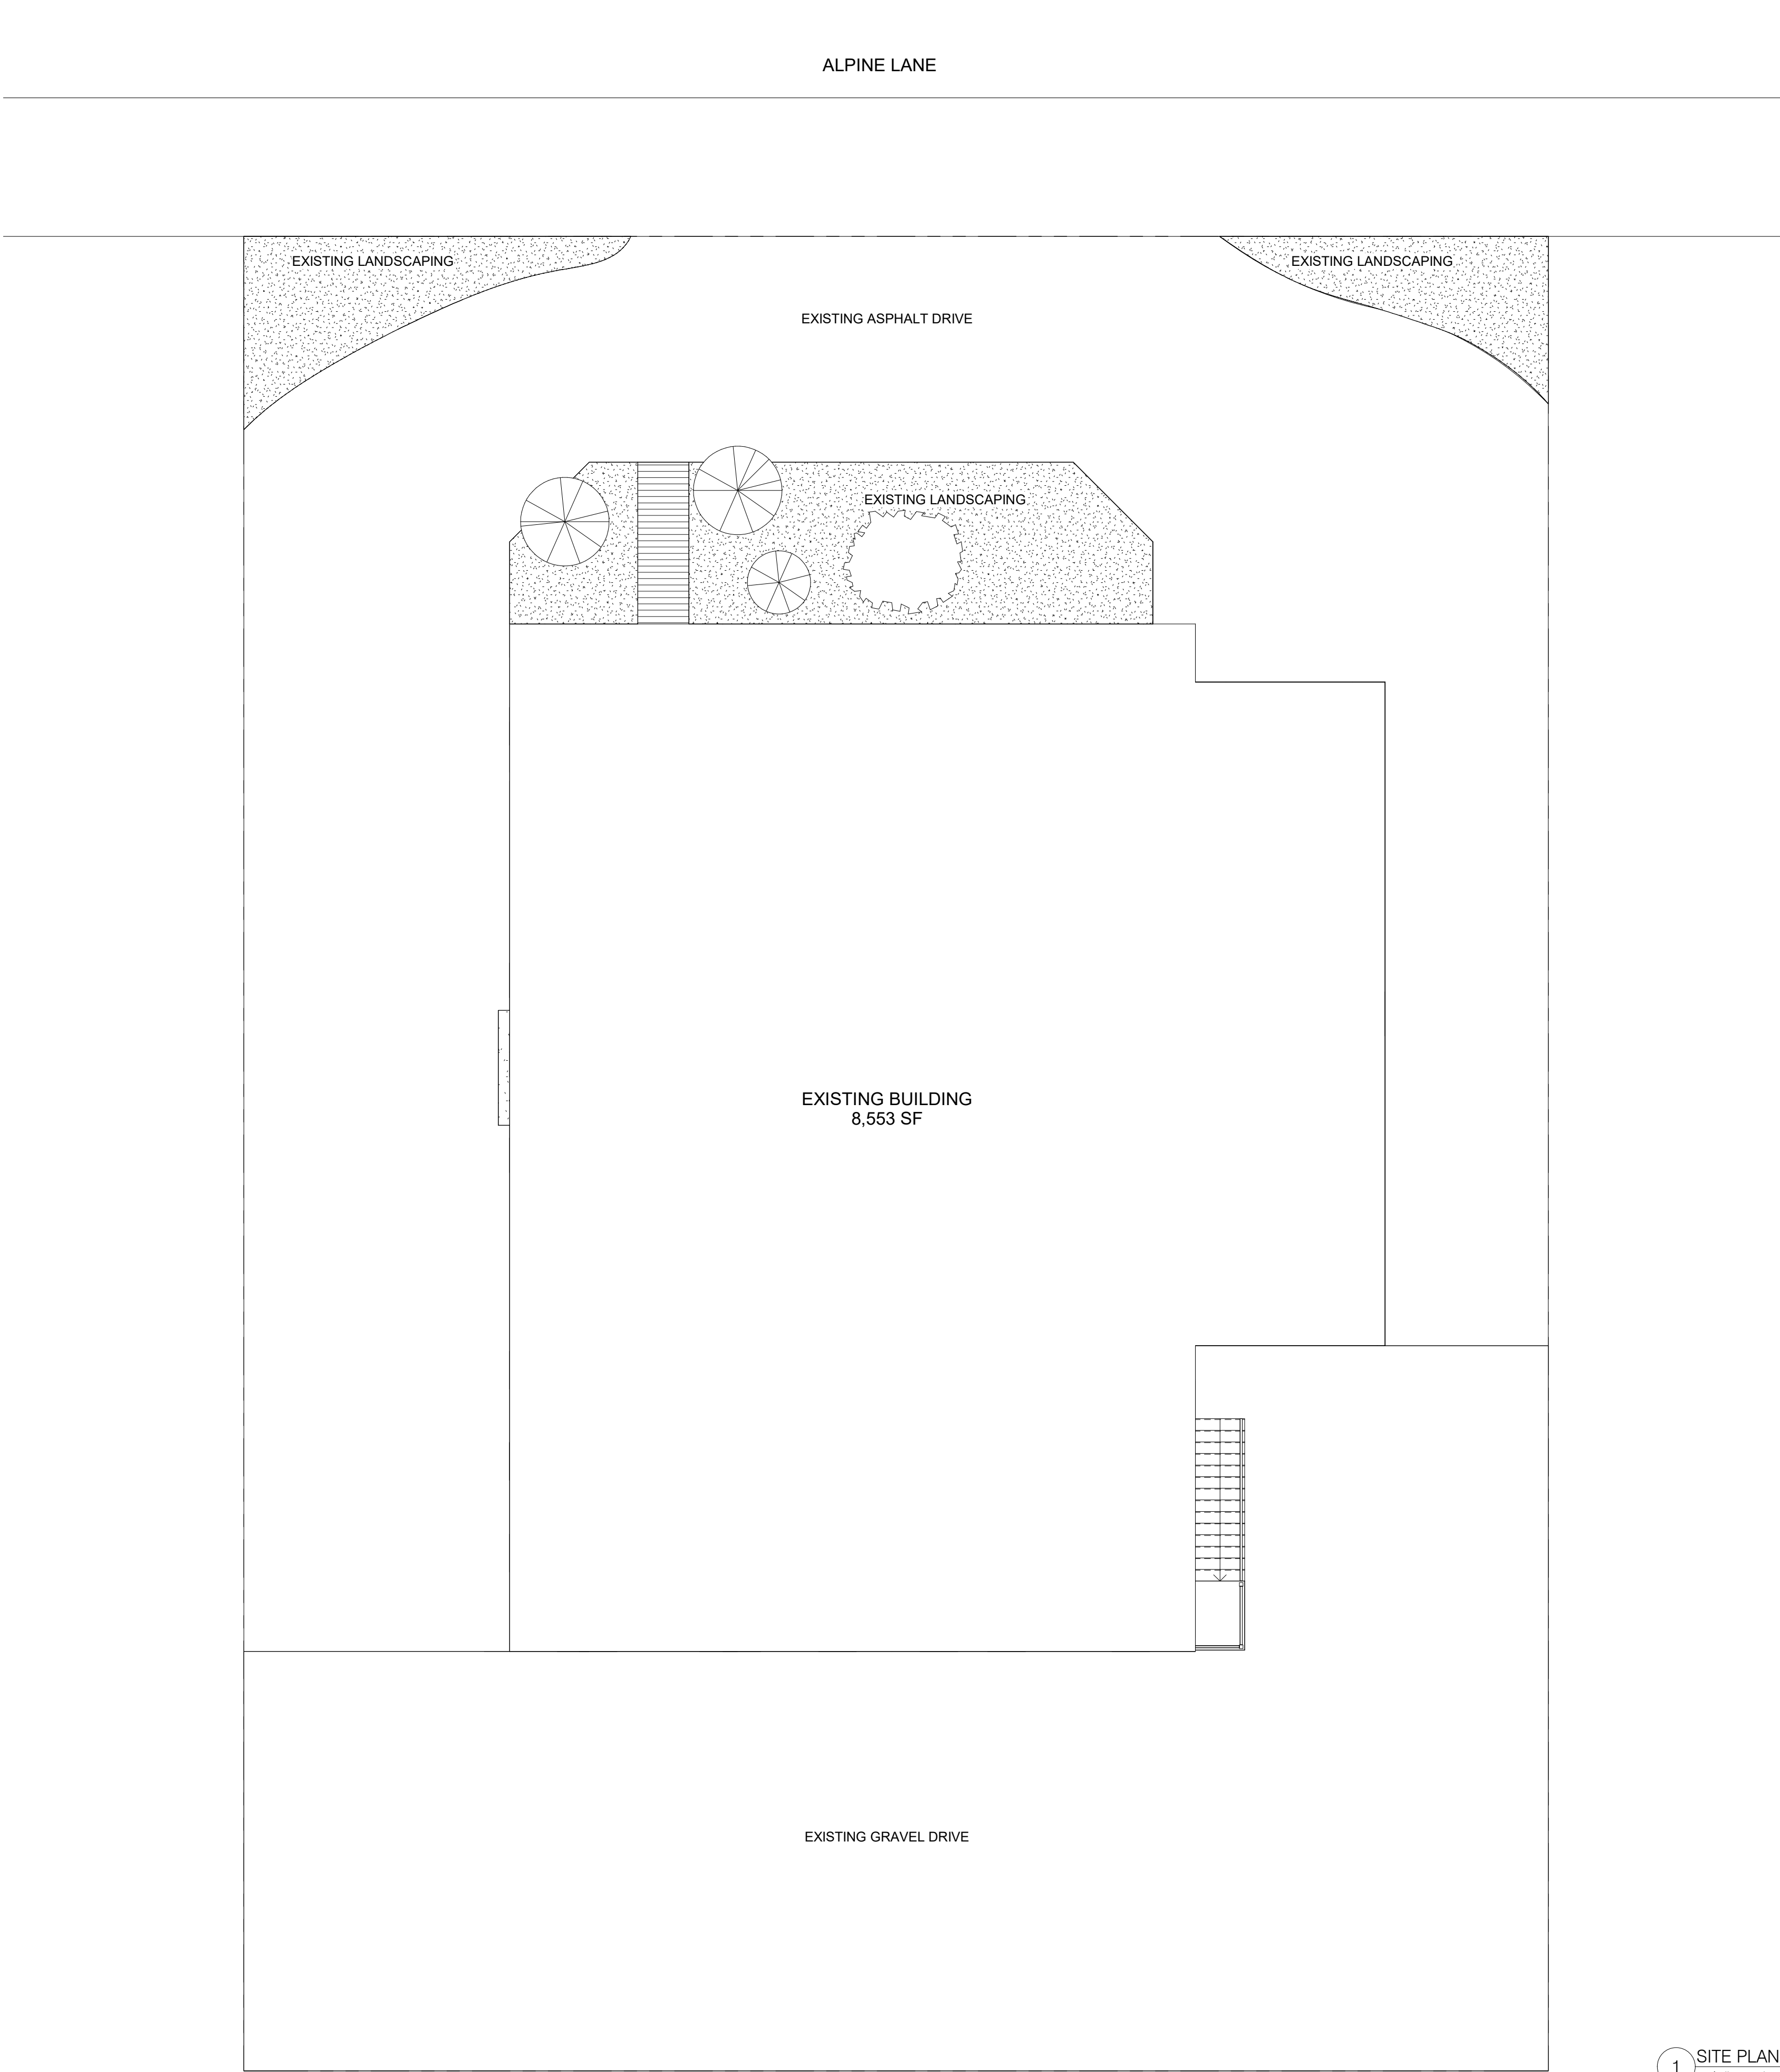 ALPINE LANE
EXISTING LANDSCAPING
EXISTING LANDSCAPING
EXISTING ASPHALT DRIVE
EXISTING LANDSCAPING
EXISTING BUILDING
8,553 SF
EXISTING GRAVEL DRIVE
1 SITE PLAN